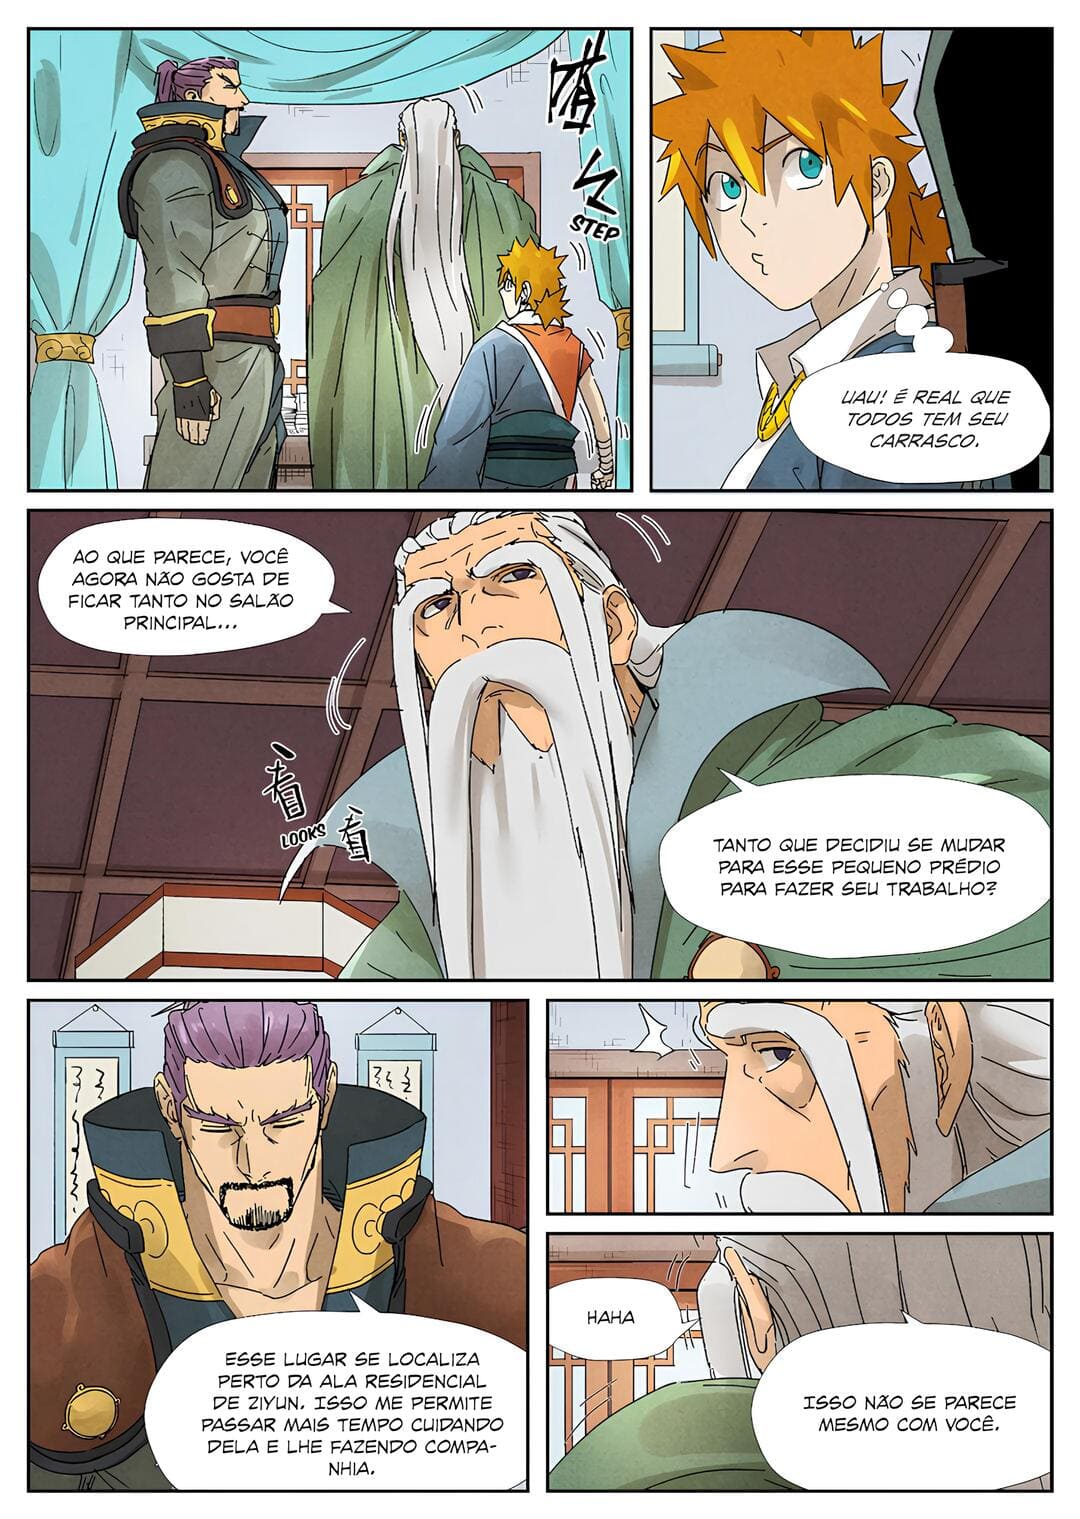 STEP
UAU! É REAL QUE
TODOS TEM SEU
CARRASCO.
AO QUE PARECE, VOCÊ
AGORA NÃO GOSTA DE
FICAR TANTO NO SALÃO
PRINCIPAL...
看
LOOKS
看
TANTO QUE DECIDIU SE MUDAR
PARA ESSE PEQUENO PRÉDIO
PARA FAZER SEU TRABALHO?
ESSE LUGAR SE LOCALIZA
PERTO DA ALA RESIDENCIAL
DE ZIYUN. ISSO ME PERMITE
PASSAR MAIS TEMPO CUIDANDO
DELA E LHE FAZENDO COMPA-
NHIA.
HAHA
ISSO NÃO SE PARECE
MESMO COM VOCÊ.